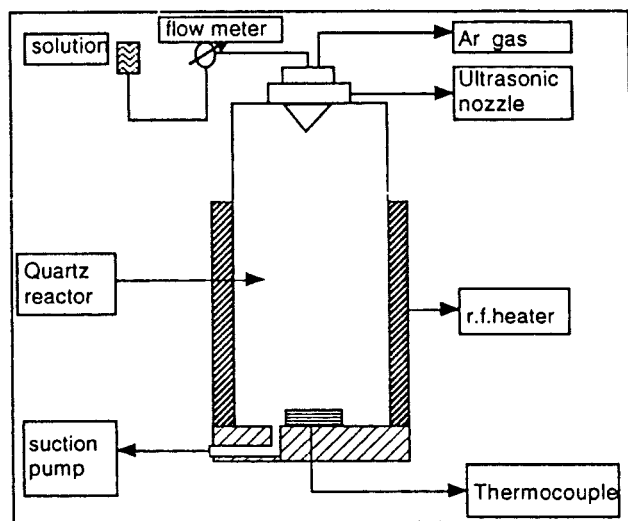 flow meter
solution
Ar gas
Ultrasonic
nozzle
Quartz
reactor
r.f.heater
suction
pump
Thermocouple